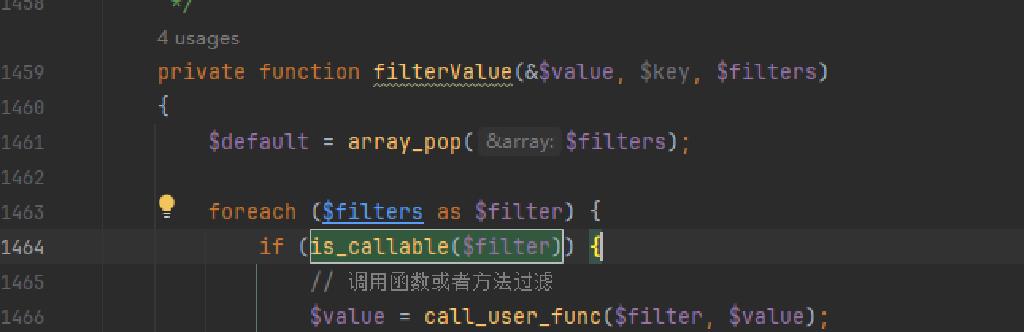 1458 */
4 usages
1459 private function filterValue(&$value, $key, $filters)
1460 {
1461 $default = array_pop( &array: $filters);
1462
1463 foreach ($filters as $filter) {
1464 if (is_callable($filter)) {
1465 // 调用函数或者方法过滤
1466 $value = call_user_func($filter, $value);